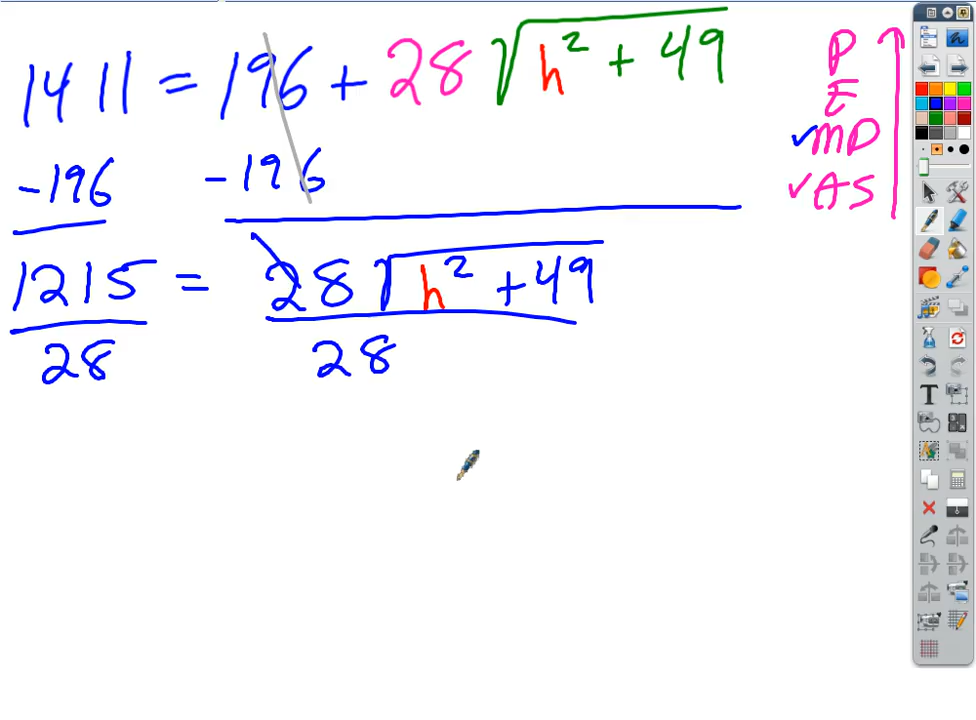 1411 = 196 + 28 √(h² + 49)
-196 -196
1215 = 28 √(h² + 49)
28 28
P
E
✓MD
✓AS
T